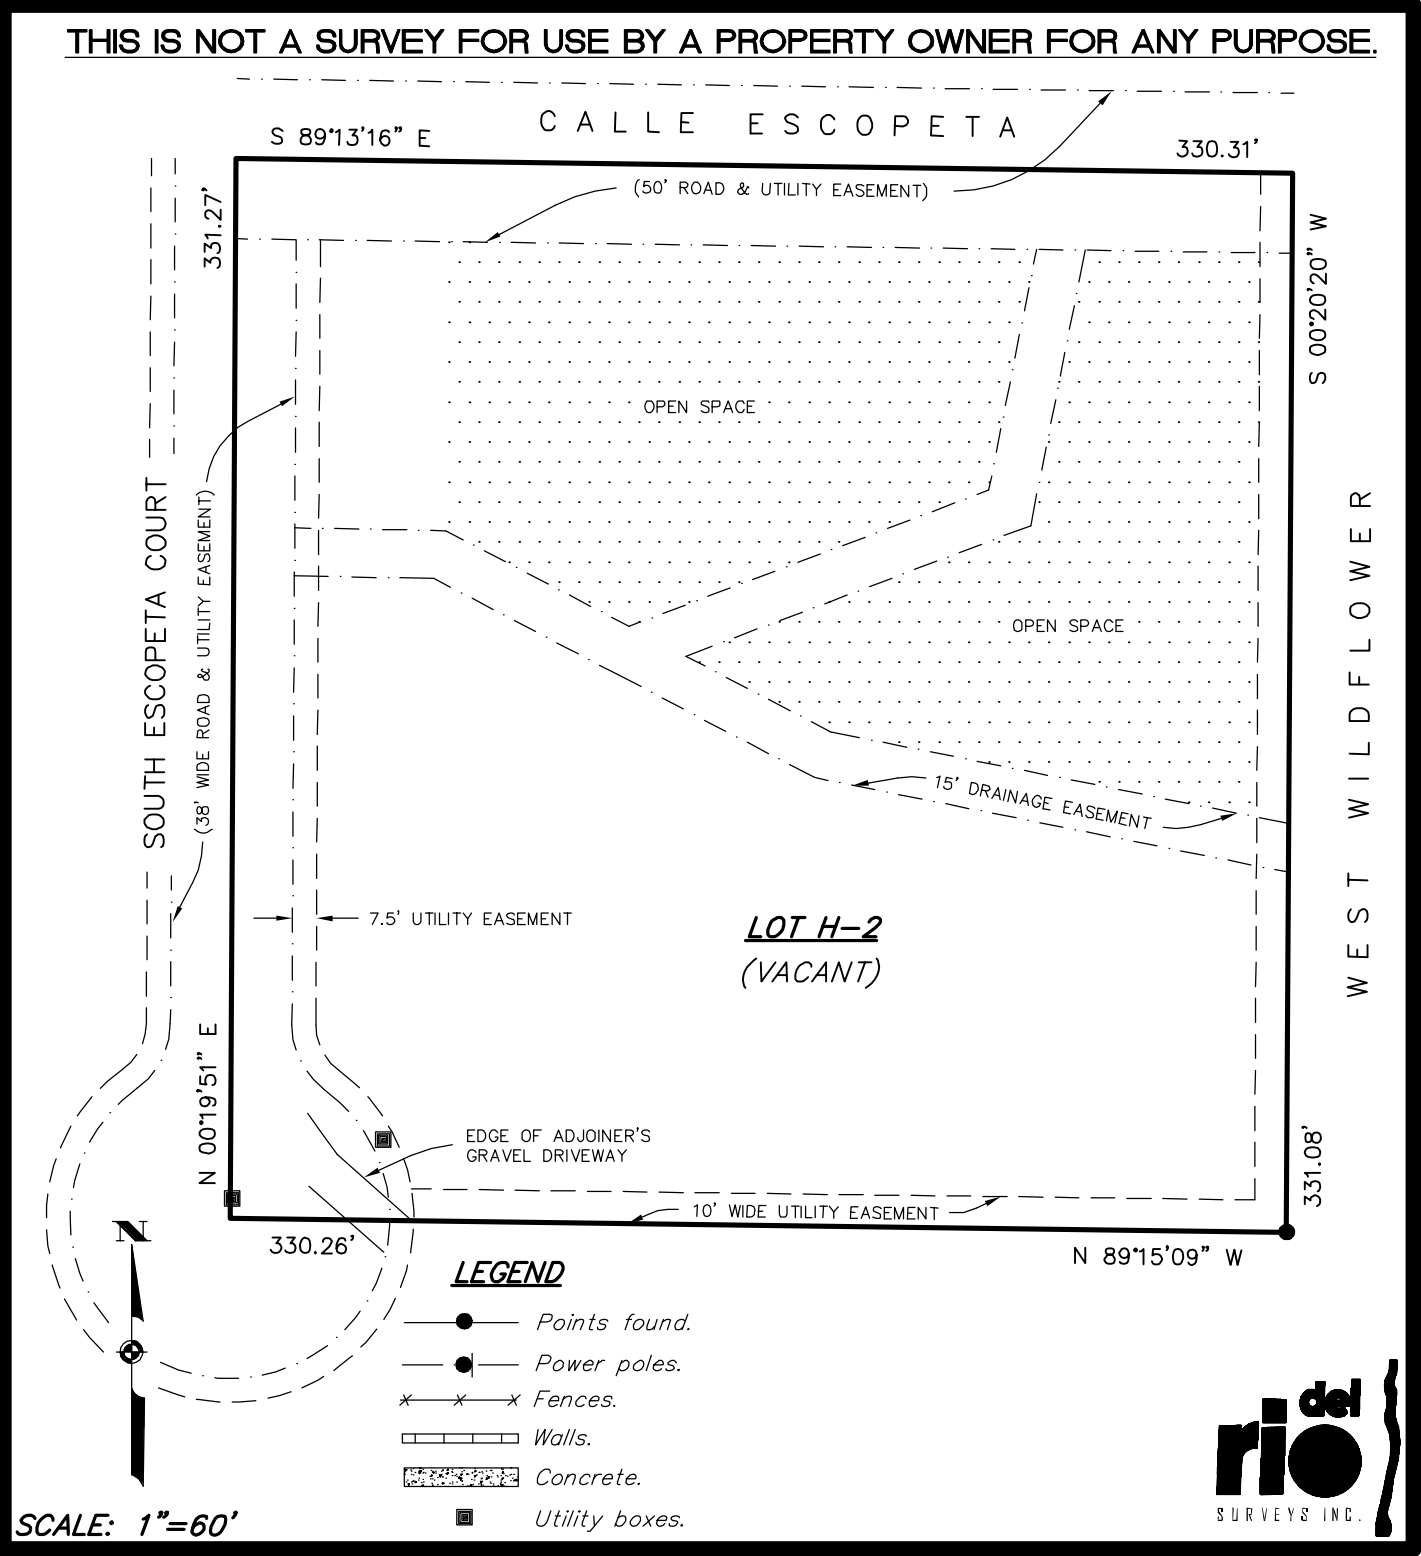 THIS IS NOT A SURVEY FOR USE BY A PROPERTY OWNER FOR ANY PURPOSE.
CALLE ESCOPETA
S 89°13'16" E
330.31'
(50' ROAD & UTILITY EASEMENT)
331.27'
S 00°20'20" W
OPEN SPACE
SOUTH ESCOPETA COURT
(38' WIDE ROAD & UTILITY EASEMENT)
WEST WILDFLOWER
OPEN SPACE
15' DRAINAGE EASEMENT
7.5' UTILITY EASEMENT
LOT H-2
(VACANT)
N 00°19'51" E
EDGE OF ADJOINER'S
GRAVEL DRIVEWAY
331.08'
10' WIDE UTILITY EASEMENT
330.26'
N 89°15'09" W
N
LEGEND
Points found.
Power poles.
Fences.
Walls.
Concrete.
Utility boxes.
SCALE: 1"=60'
del
rio
SURVEYS INC.